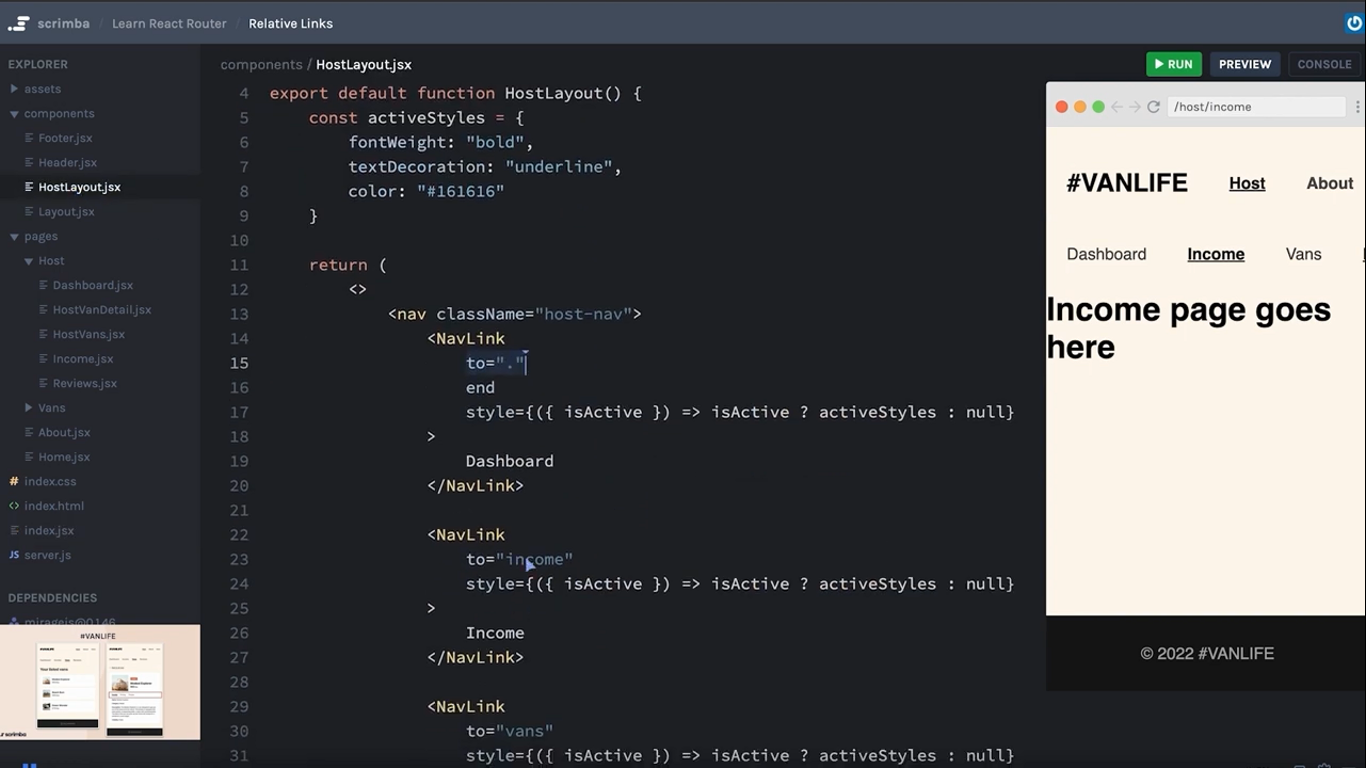 scrimba / Learn React Router / Relative Links
EXPLORER
assets
components
Footer.jsx
Header.jsx
HostLayout.jsx
Layout.jsx
pages
Host
Dashboard.jsx
HostVanDetail.jsx
HostVans.jsx
Income.jsx
Reviews.jsx
Vans
About.jsx
Home.jsx
index.css
<> index.html
index.jsx
JS server.js
DEPENDENCIES
miragejs@0.1.46
#VANLIFE
components / HostLayout.jsx
RUN PREVIEW CONSOLE
4 export default function HostLayout() {
5 const activeStyles = {
6 fontWeight: "bold",
7 textDecoration: "underline",
8 color: "#161616"
9 }
10
11 return (
12 <>
13 <nav className="host-nav">
14 <NavLink
15 to="."
16 end
17 style={({ isActive }) => isActive ? activeStyles : null}
18 >
19 Dashboard
20 </NavLink>
21
22 <NavLink
23 to="income"
24 style={({ isActive }) => isActive ? activeStyles : null}
25 >
26 Income
27 </NavLink>
28
29 <NavLink
30 to="vans"
31 style={({ isActive }) => isActive ? activeStyles : null}
/host/income
#VANLIFE Host About
Dashboard Income Vans
Income page goes
here
© 2022 #VANLIFE